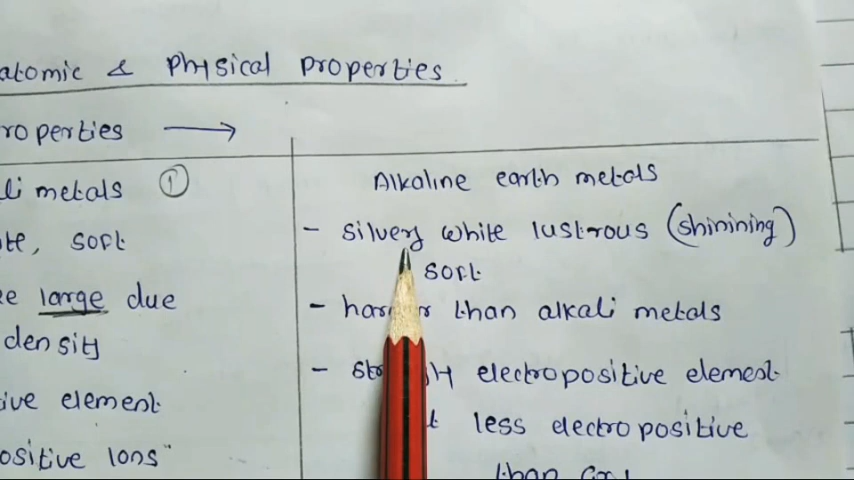 atomic & Physical Properties
roperties →
li metals ①
te, soft
e large due
density
ive element
ositive Ions"
Alkaline earth metals
- silvery white lustrous (shinining)
soft
- than alkali metals
- electropositive element
less electropositive
than